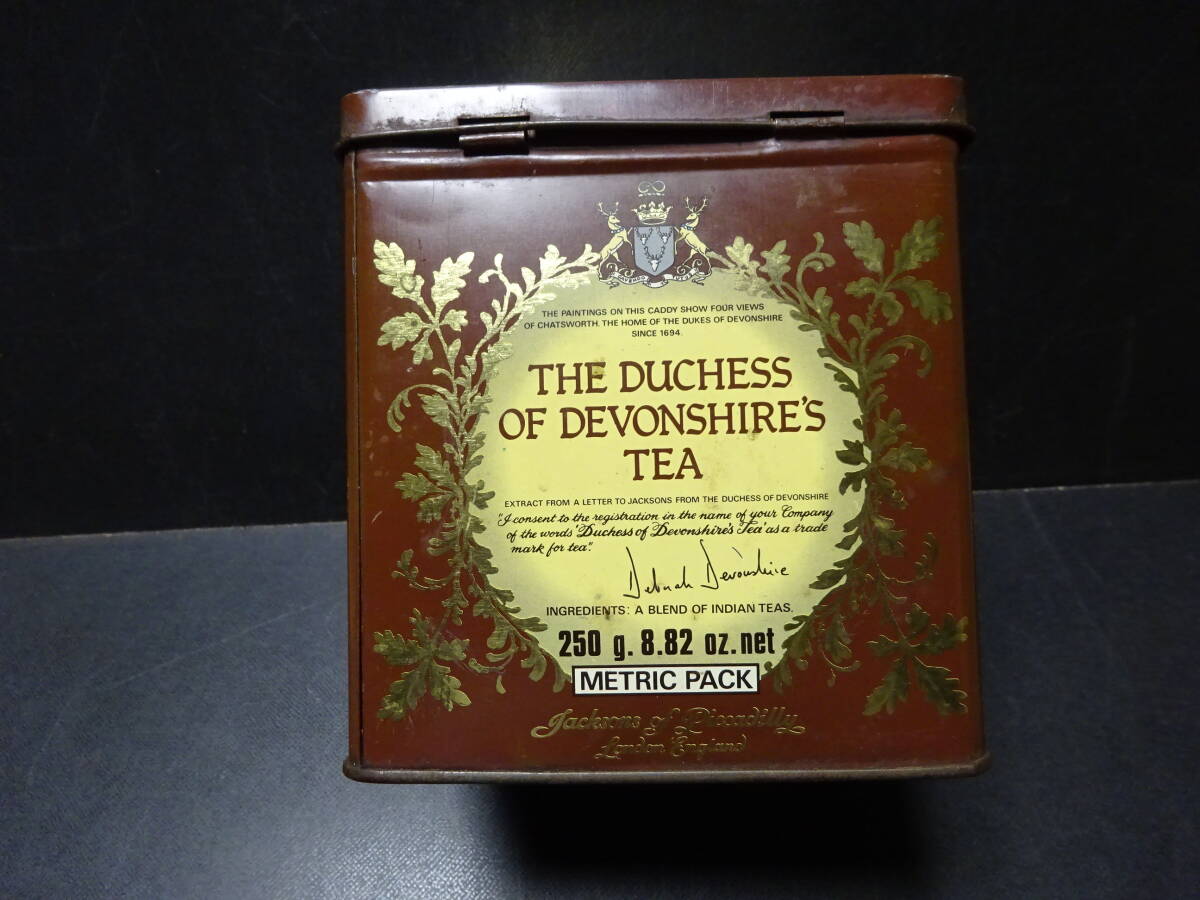 THE PAINTINGS ON THIS CADDY SHOW FOUR VIEWS
OF CHATSWORTH. THE HOME OF THE DUKES OF DEVONSHIRE
SINCE 1694.
THE DUCHESS
OF DEVONSHIRE'S
TEA
EXTRACT FROM A LETTER TO JACKSONS FROM THE DUCHESS OF DEVONSHIRE
"I consent to the registration in the name of your Company
of the words 'Duchess of Devonshire's Tea' as a trade
mark for tea".
Deborah Devonshire
INGREDIENTS: A BLEND OF INDIAN TEAS.
250 g. 8.82 oz. net
METRIC PACK
Jacksons of Piccadilly
London, England